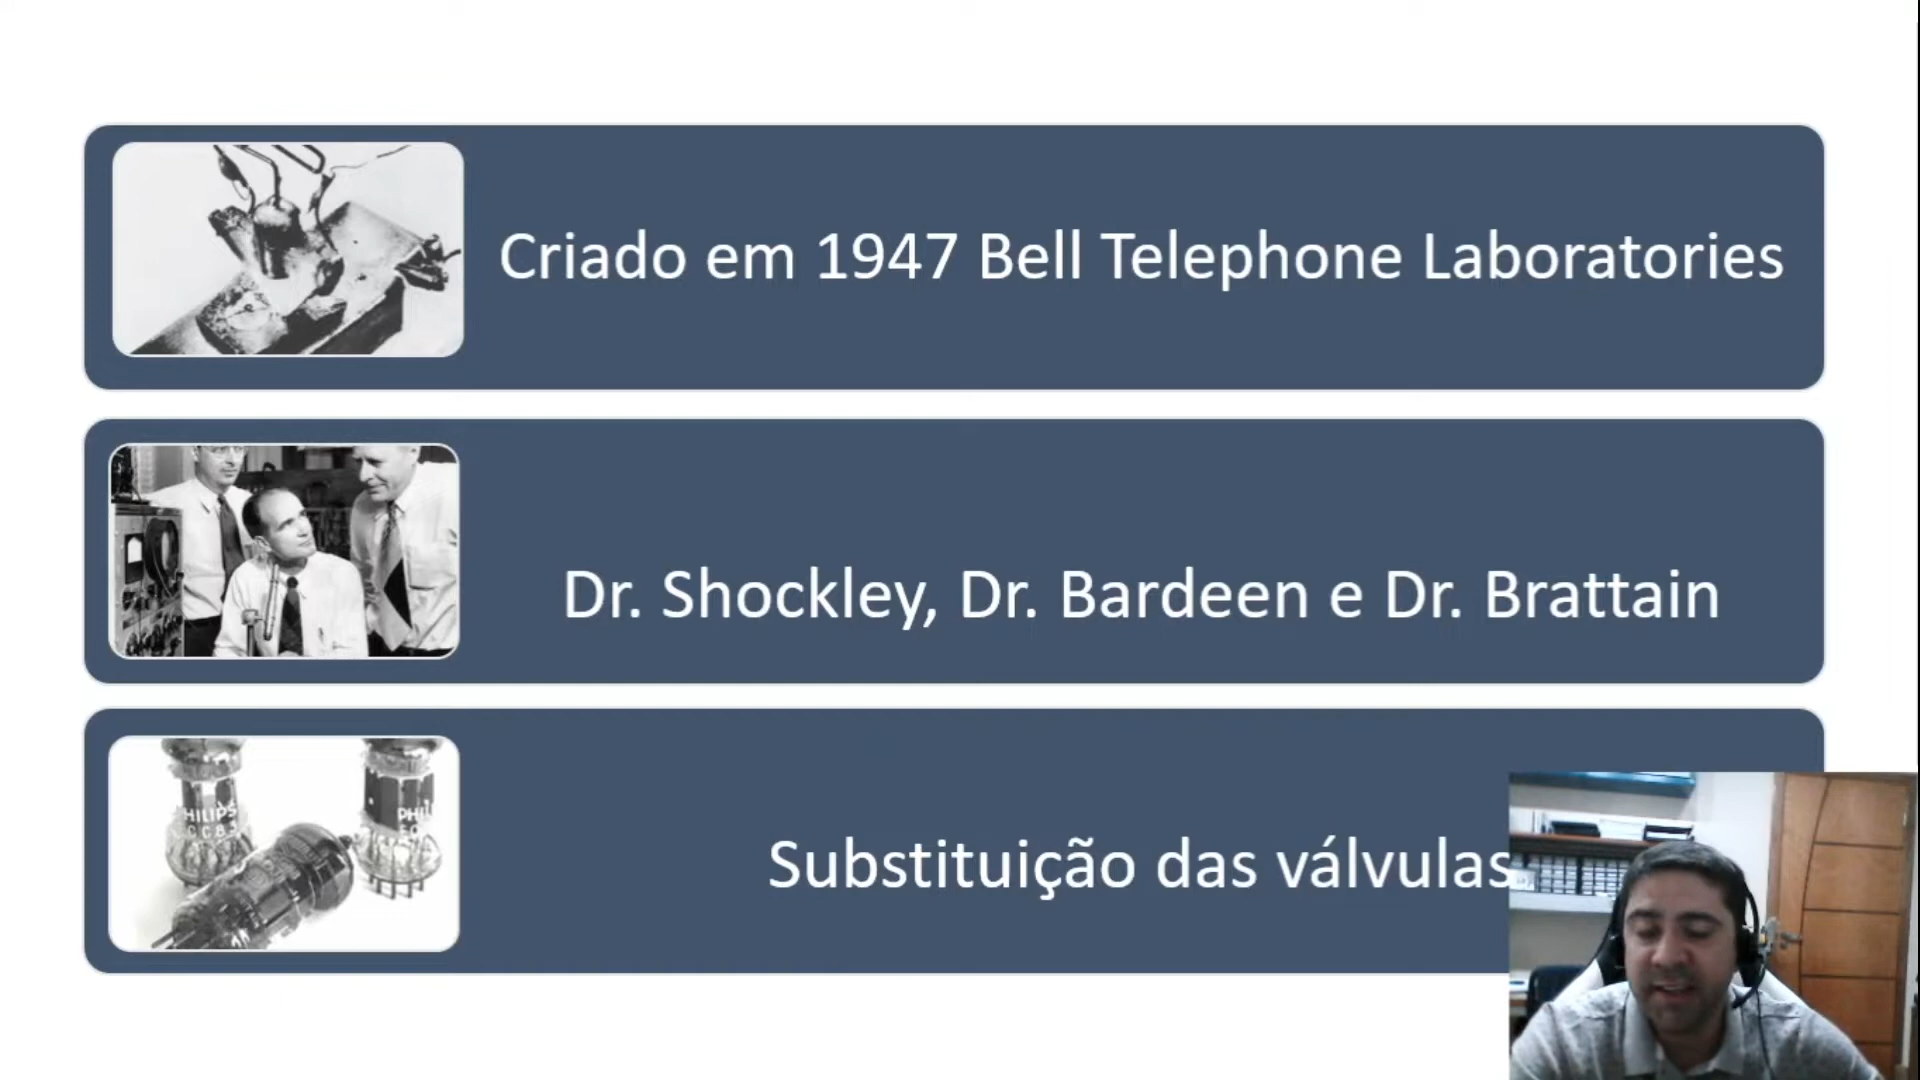 Criado em 1947 Bell Telephone Laboratories
Dr. Shockley, Dr. Bardeen e Dr. Brattain
Substituição das válvulas